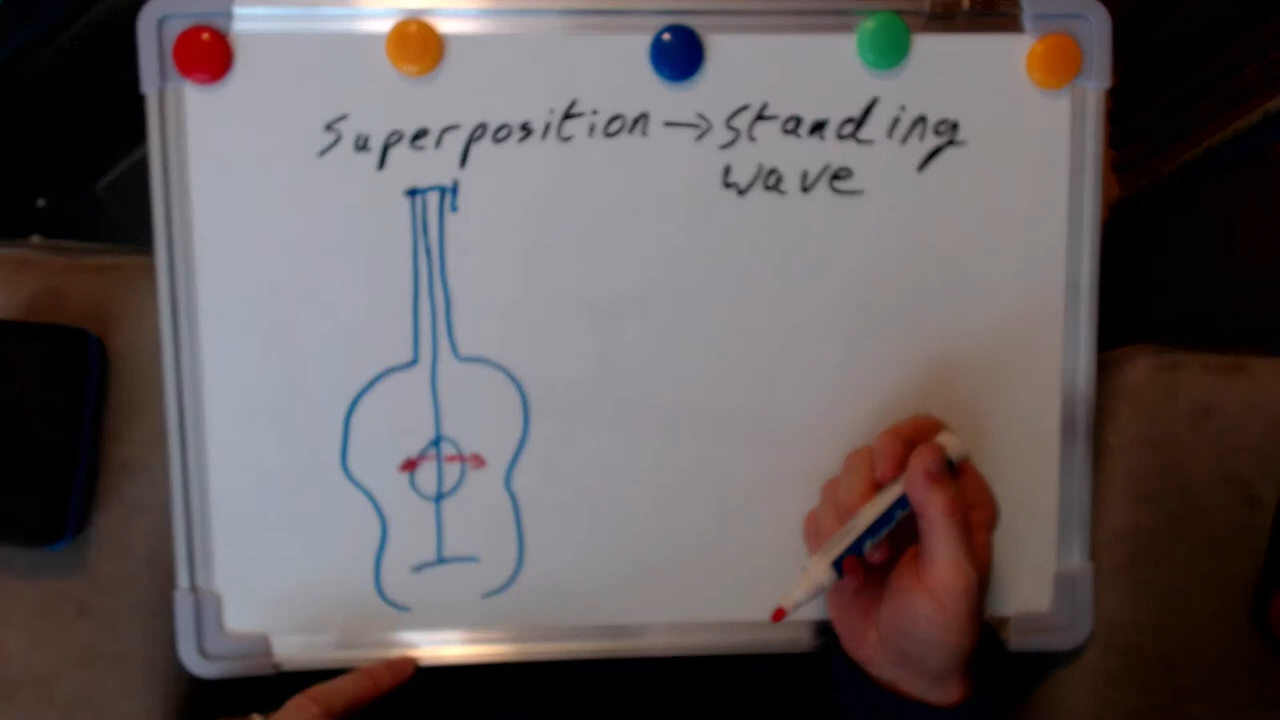 Superposition → Standing
wave